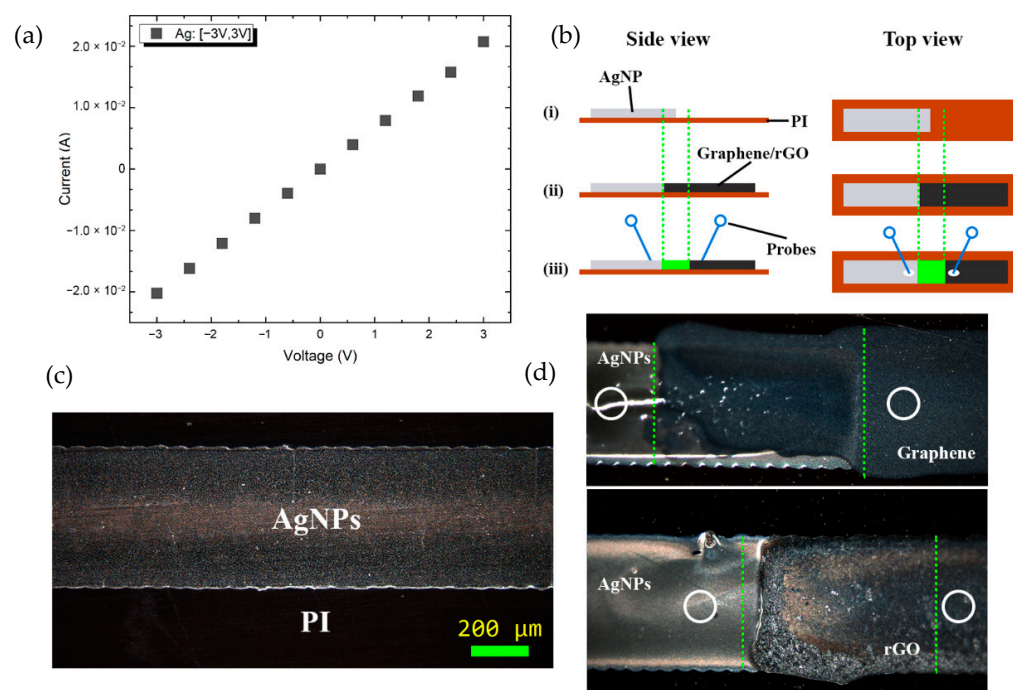 (a)
Ag: [−3V,3V]
2.0 × 10⁻²
1.0 × 10⁻²
0
−1.0 × 10⁻²
−2.0 × 10⁻²
Current (A)
−3 −2 −1 0 1 2 3
Voltage (V)
(b)
Side view
Top view
AgNP
(i)
PI
Graphene/rGO
(ii)
Probes
(iii)
(c)
AgNPs
PI
200 μm
(d)
AgNPs
Graphene
AgNPs
rGO